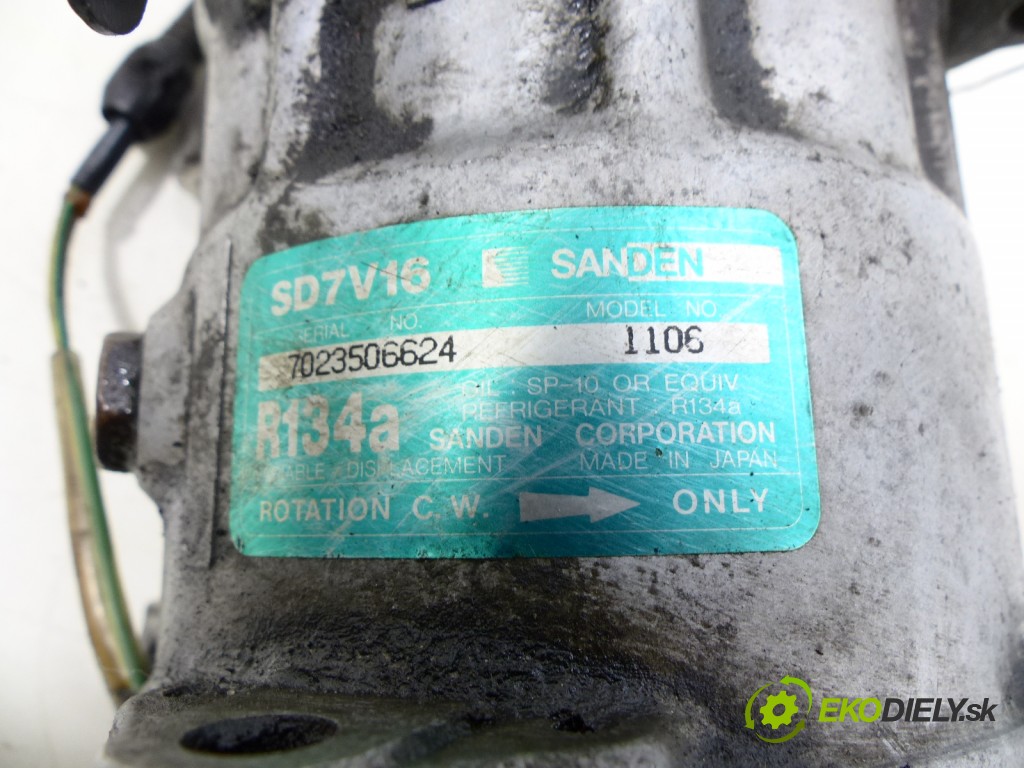 SD7V16 SANDEN
SERIAL NO. MODEL NO.
7023506624 1106
OIL : SP-10 OR EQUIV
R134a REFRIGERANT : R134a
SANDEN CORPORATION
DISPLACEMENT MADE IN JAPAN
ROTATION C.W. ONLY
EKODIELY.sk